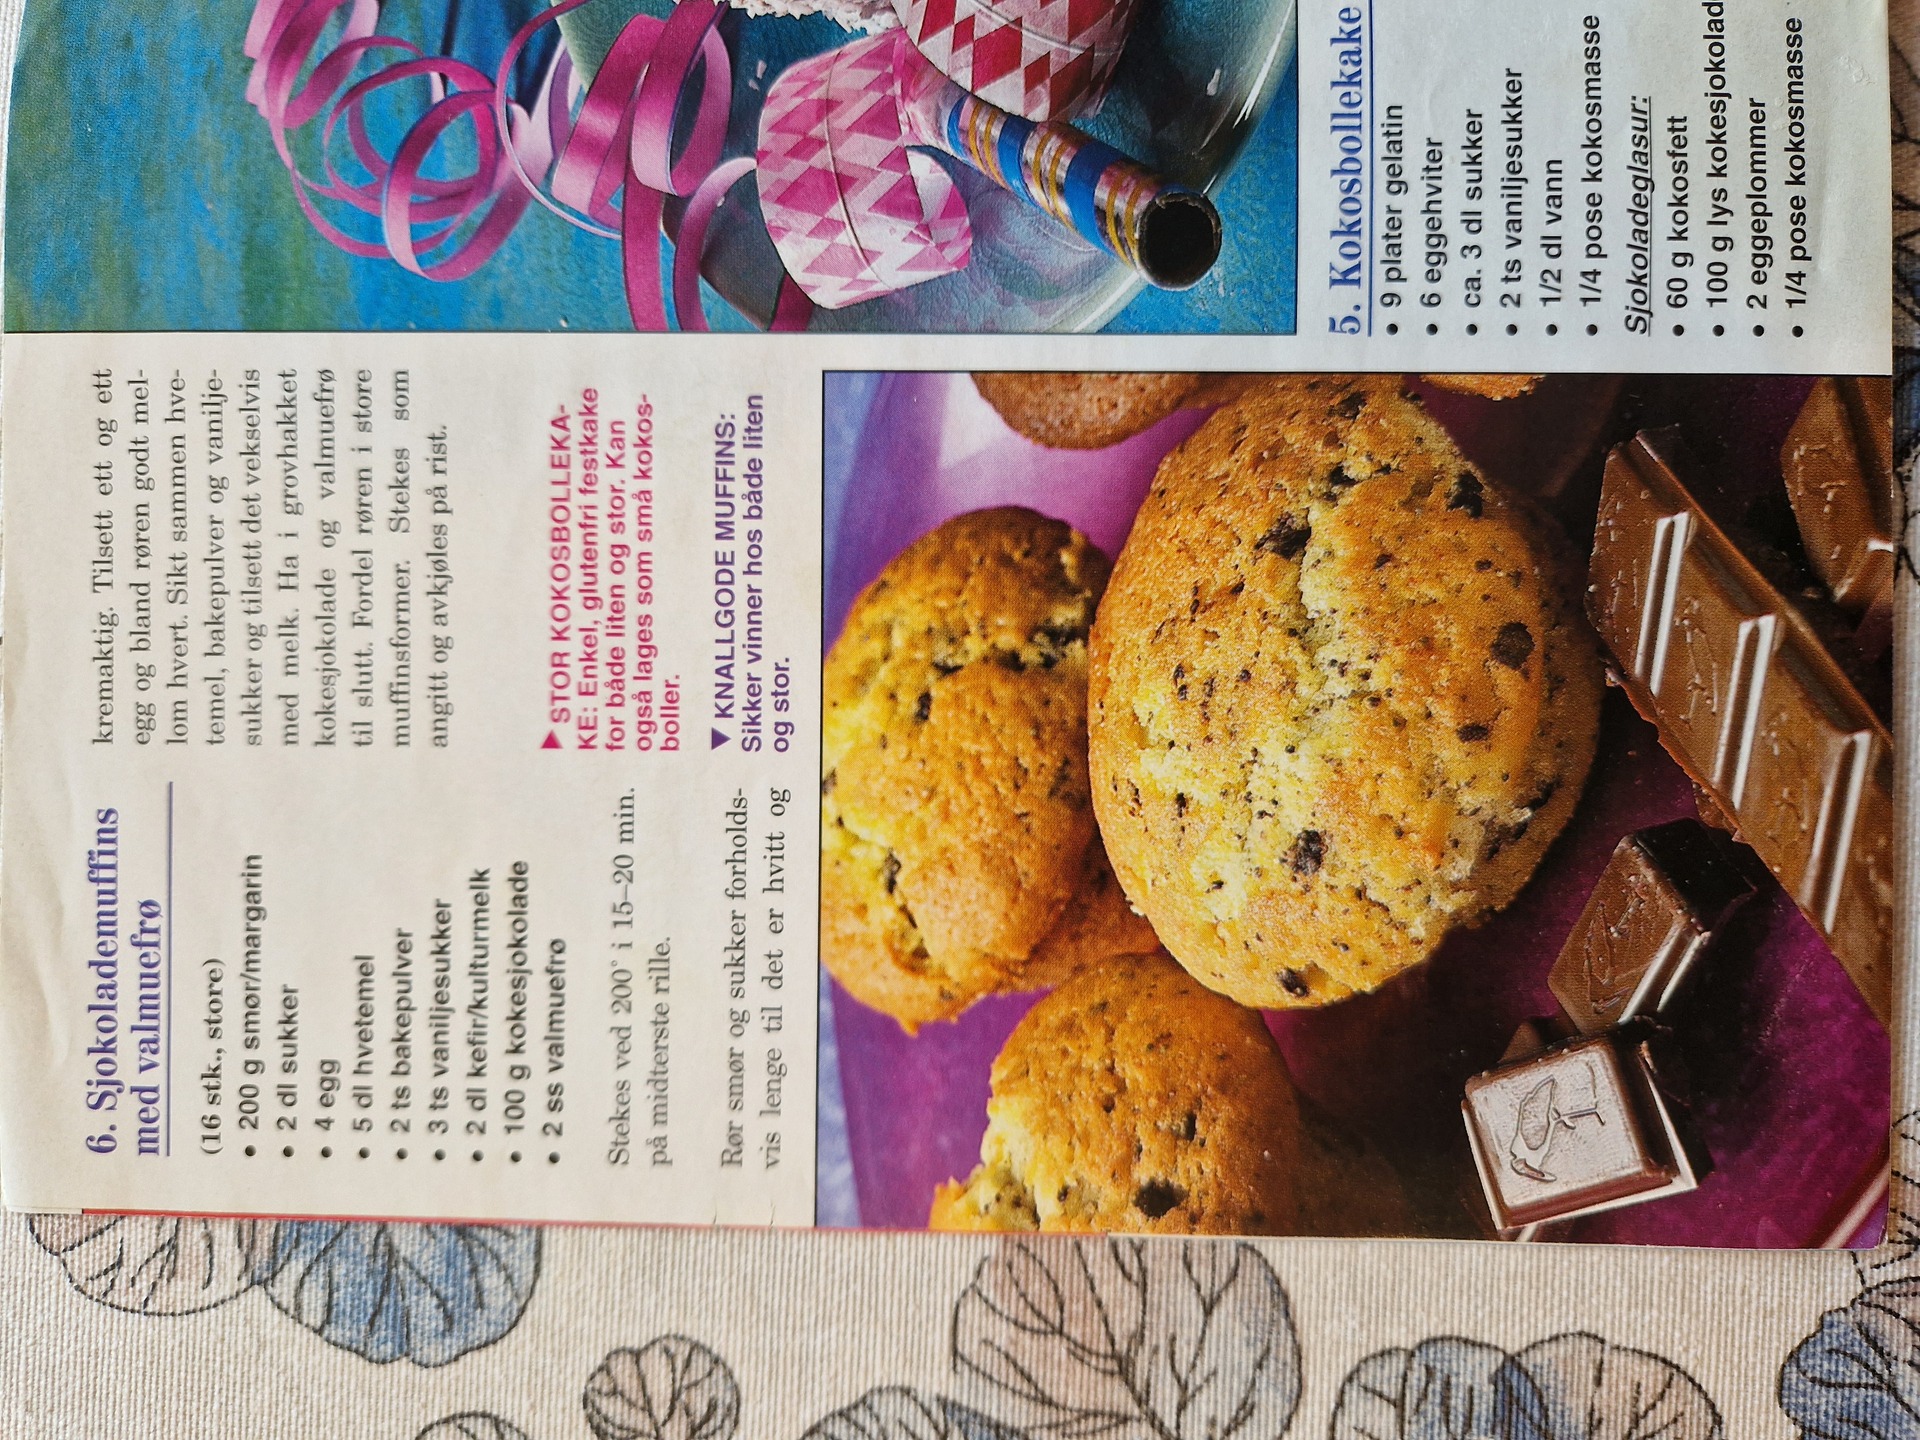 6. Sjokolademuffins
med valmuefrø
(16 stk., store)
• 200 g smør/margarin
• 2 dl sukker
• 4 egg
• 5 dl hvetemel
• 2 ts bakepulver
• 3 ts vaniljesukker
• 2 dl kefir/kulturmelk
• 100 g kokesjokolade
• 2 ss valmuefrø
Stekes ved 200° i 15–20 min.
på midterste rille.
Rør smør og sukker forholds-
vis lenge til det er hvitt og
kremaktig. Tilsett ett og ett
egg og bland røren godt mel-
lom hvert. Sikt sammen hve-
temel, bakepulver og vanilje-
sukker og tilsett det vekselvis
med melk. Ha i grovhakket
kokesjokolade og valmuefrø
til slutt. Fordel røren i store
muffinsformer. Stekes som
angitt og avkjøles på rist.
▶ STOR KOKOSBOLLEKA-
KE: Enkel, glutenfri festkake
for både liten og stor. Kan
også lages som små kokos-
boller.
▼ KNALLGODE MUFFINS:
Sikker vinner hos både liten
og stor.
5. Kokosbollekake
• 9 plater gelatin
• 6 eggehviter
• ca. 3 dl sukker
• 2 ts vaniljesukker
• 1/2 dl vann
• 1/4 pose kokosmasse
Sjokoladeglasur:
• 60 g kokosfett
• 100 g lys kokesjokolad
• 2 eggeplommer
• 1/4 pose kokosmasse